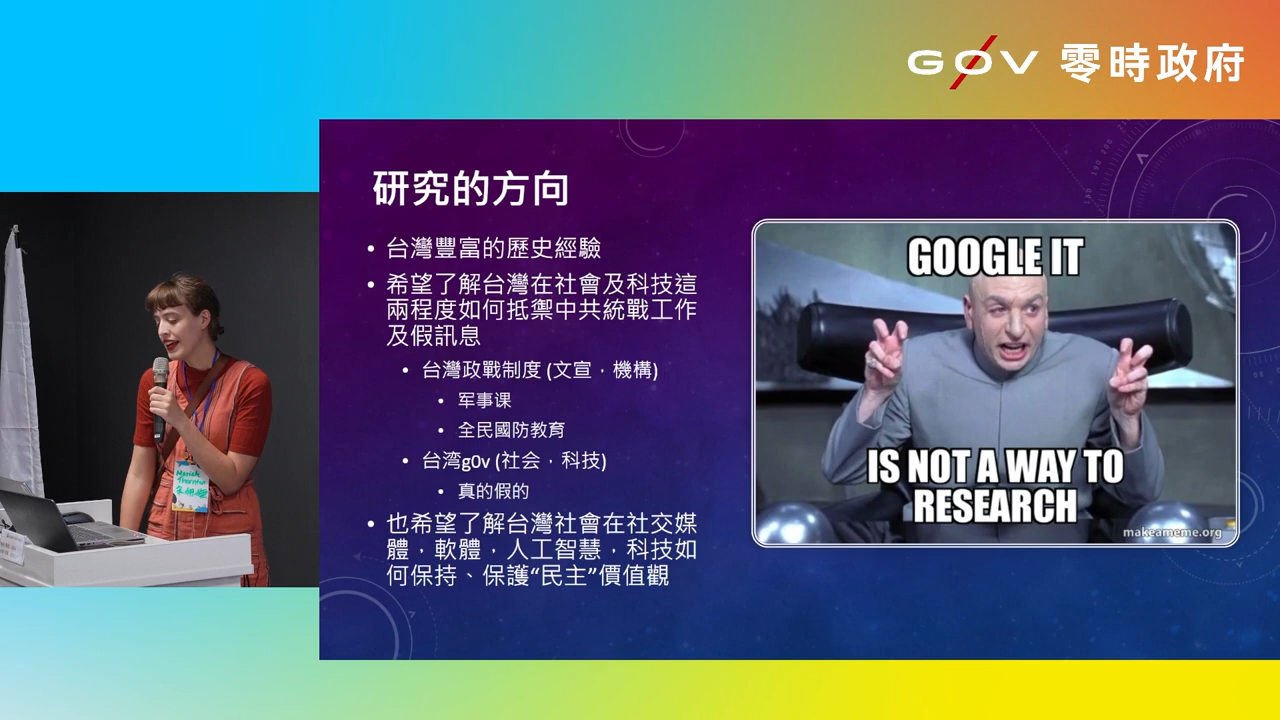 GØV 零時政府
研究的方向
• 台灣豐富的歷史經驗
• 希望了解台灣在社會及科技這
兩程度如何抵禦中共統戰工作
及假訊息
• 台灣政戰制度 (文宣，機構)
• 军事课
• 全民國防教育
• 台湾g0v (社会，科技)
• 真的假的
• 也希望了解台灣社會在社交媒
體，軟體，人工智慧，科技如
何保持、保護“民主”價值觀
GOOGLE IT
IS NOT A WAY TO
RESEARCH
makeameme.org